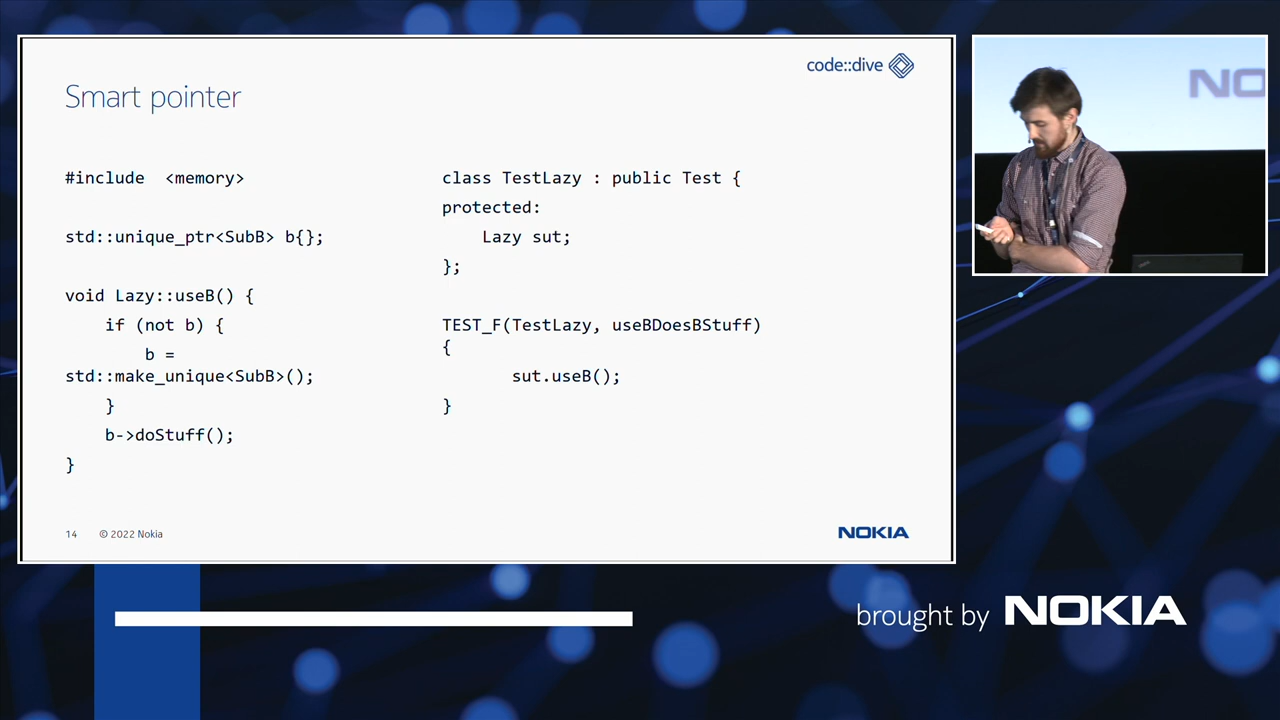 code::dive
Smart pointer
#include  <memory>
std::unique_ptr<SubB> b{};
void Lazy::useB() {
    if (not b) {
        b =
std::make_unique<SubB>();
    }
    b->doStuff();
}
class TestLazy : public Test {
protected:
    Lazy sut;
};
TEST_F(TestLazy, useBDoesBStuff)
{
       sut.useB();
}
14 © 2022 Nokia
NOKIA
NO
brought by NOKIA